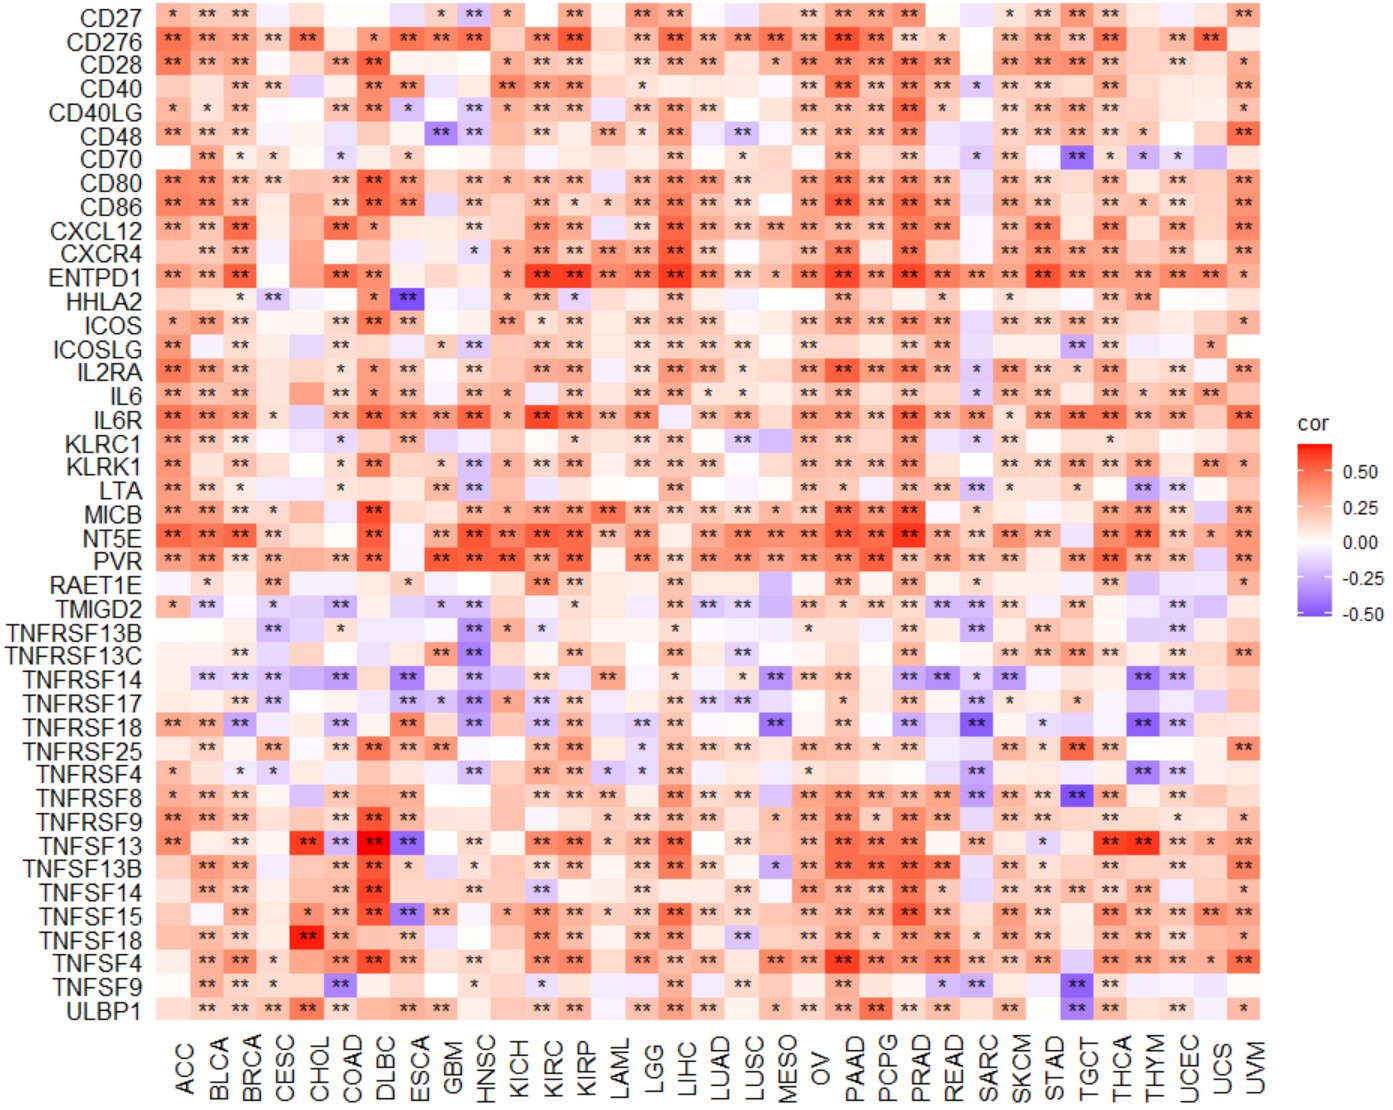 CD27
CD276
CD28
CD40
CD40LG
CD48
CD70
CD80
CD86
CXCL12
CXCR4
ENTPD1
HHLA2
ICOS
ICOSLG
IL2RA
IL6
IL6R
KLRC1
KLRK1
LTA
MICB
NT5E
PVR
RAET1E
TMIGD2
TNFRSF13B
TNFRSF13C
TNFRSF14
TNFRSF17
TNFRSF18
TNFRSF25
TNFRSF4
TNFRSF8
TNFRSF9
TNFSF13
TNFSF13B
TNFSF14
TNFSF15
TNFSF18
TNFSF4
TNFSF9
ULBP1
ACC
BLCA
BRCA
CESC
CHOL
COAD
DLBC
ESCA
GBM
HNSC
KICH
KIRC
KIRP
LAML
LGG
LIHC
LUAD
LUSC
MESO
OV
PAAD
PCPG
PRAD
READ
SARC
SKCM
STAD
TGCT
THCA
THYM
UCEC
UCS
UVM
cor
0.50
0.25
0.00
-0.25
-0.50